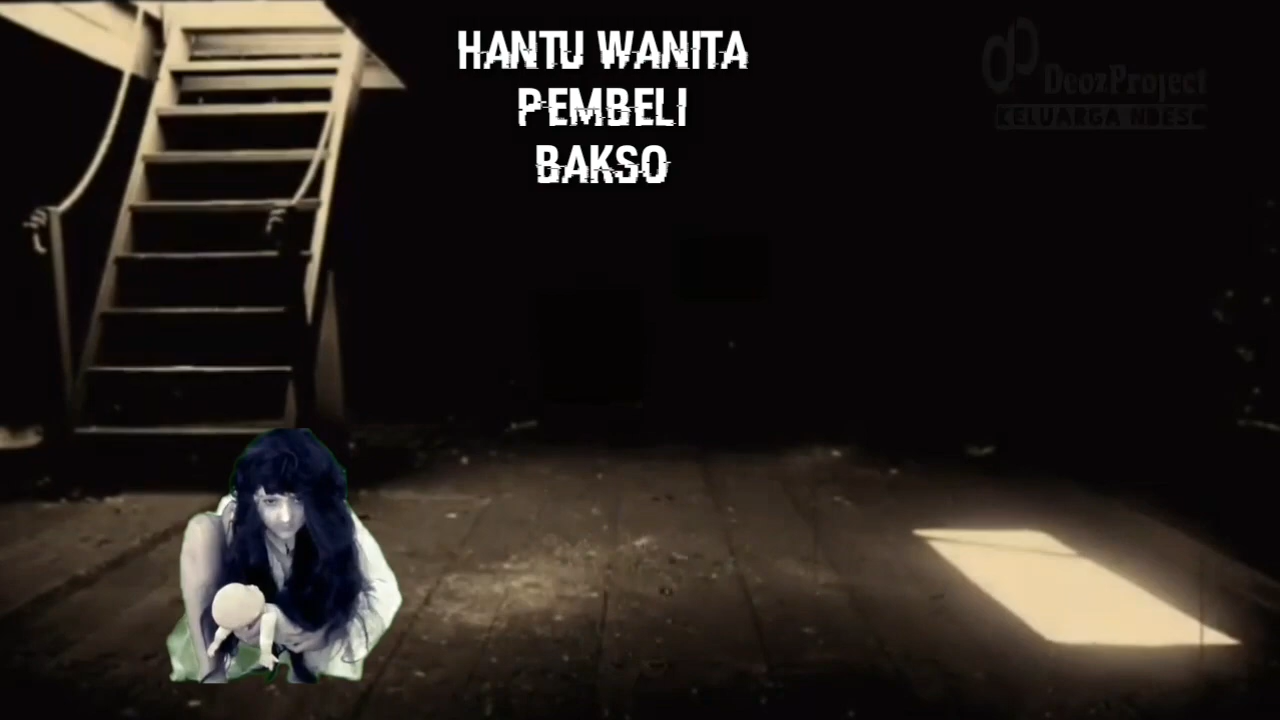 HANTU WANITA
PEMBELI
BAKSO
DeozProject
KELUARGA NDESO